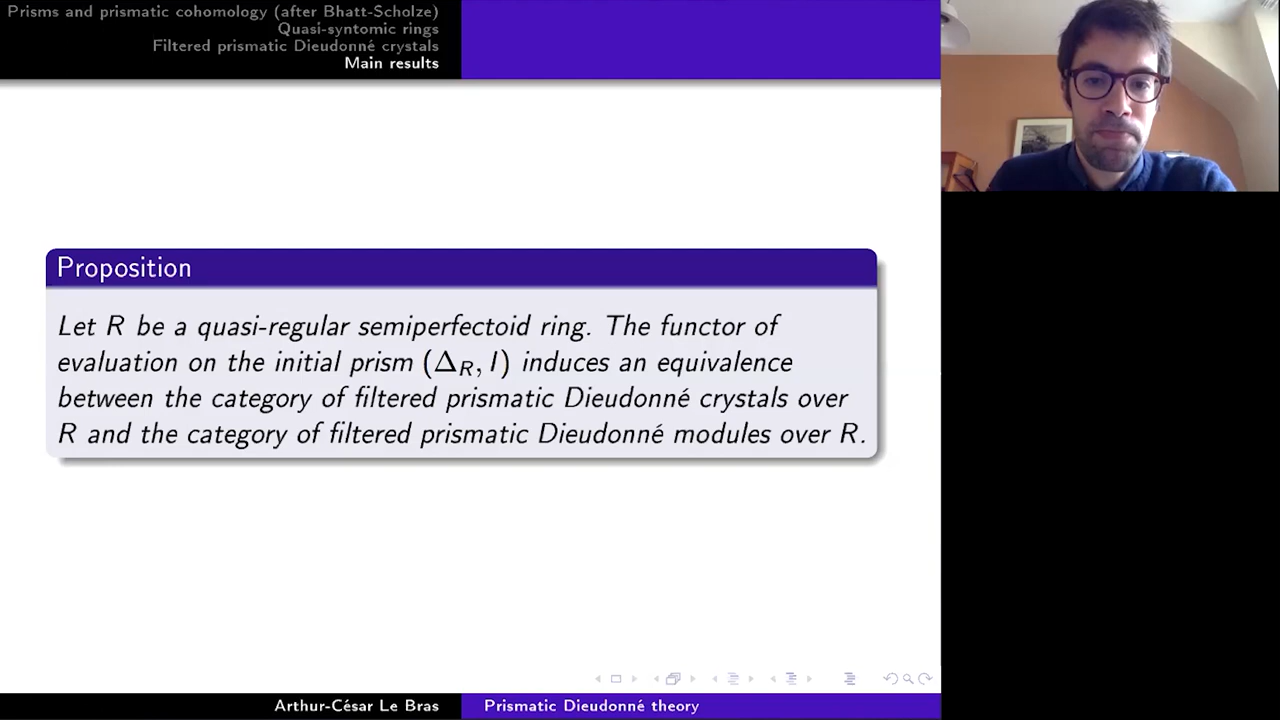 Prisms and prismatic cohomology (after Bhatt-Scholze)
Quasi-syntomic rings
Filtered prismatic Dieudonné crystals
Main results
Proposition
Let R be a quasi-regular semiperfectoid ring. The functor of
evaluation on the initial prism (Δ_R, I) induces an equivalence
between the category of filtered prismatic Dieudonné crystals over
R and the category of filtered prismatic Dieudonné modules over R.
Arthur-César Le Bras
Prismatic Dieudonné theory